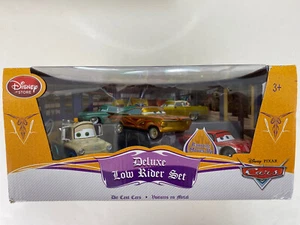 Disney
STORE
3+
Deluxe
Low Rider Set
Die Cast Cars • Voitures en Métal
DISNEY • PIXAR
Cars